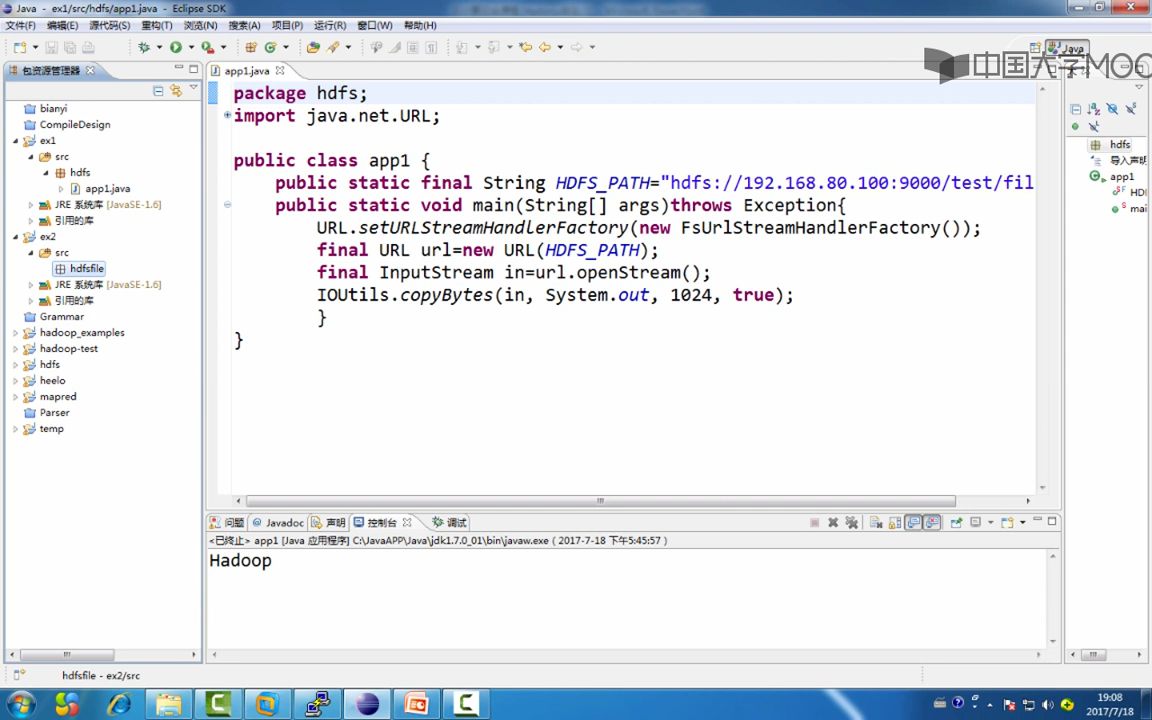 Java - ex1/src/hdfs/app1.java - Eclipse SDK
文件(F) 编辑(E) 源代码(S) 重构(T) 浏览(N) 搜索(A) 项目(P) 运行(R) 窗口(W) 帮助(H)
Java
中国大学MOO
包资源管理器
bianyi
CompileDesign
ex1
src
hdfs
app1.java
JRE 系统库 [JavaSE-1.6]
引用的库
ex2
src
hdfsfile
JRE 系统库 [JavaSE-1.6]
引用的库
Grammar
hadoop_examples
hadoop-test
hdfs
heelo
mapred
Parser
temp
app1.java
package hdfs;
import java.net.URL;
public class app1 {
public static final String HDFS_PATH="hdfs://192.168.80.100:9000/test/fil
public static void main(String[] args)throws Exception{
URL.setURLStreamHandlerFactory(new FsUrlStreamHandlerFactory());
final URL url=new URL(HDFS_PATH);
final InputStream in=url.openStream();
IOUtils.copyBytes(in, System.out, 1024, true);
}
}
hdfs
导入声明
app1
HDI
mai
问题 Javadoc 声明 控制台 调试
<已终止> app1 [Java 应用程序] C:\JavaAPP\Java\jdk1.7.0_01\bin\javaw.exe ( 2017-7-18 下午5:45:57 )
Hadoop
hdfsfile - ex2/src
19:08
2017/7/18